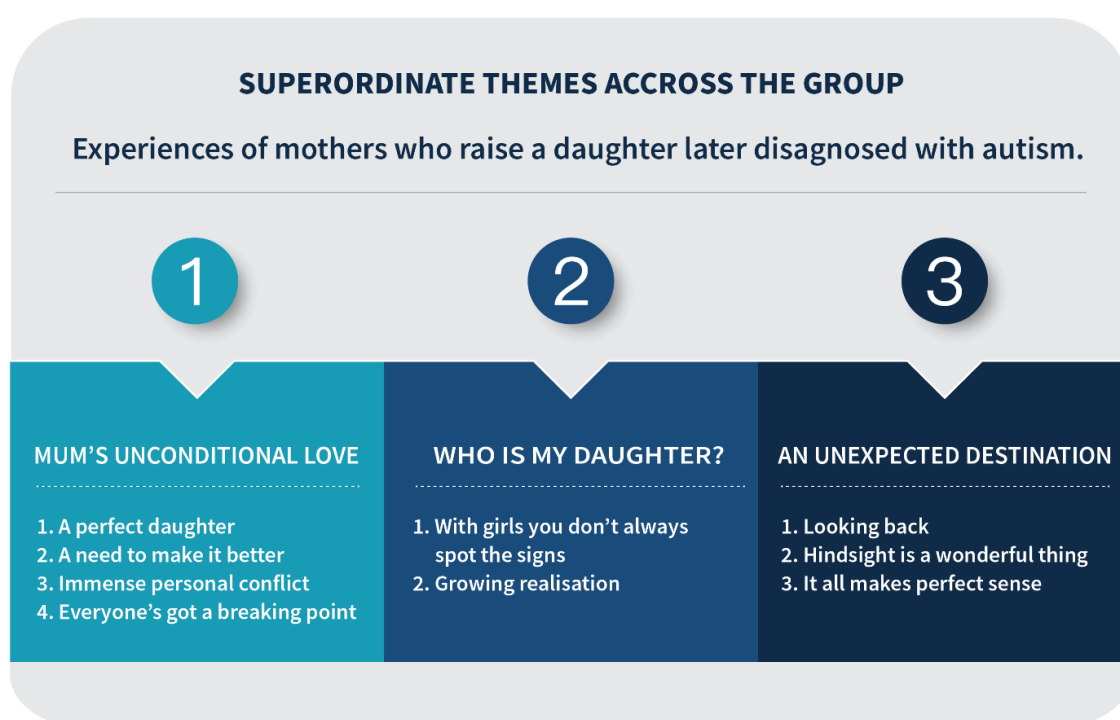 SUPERORDINATE THEMES ACCROSS THE GROUP
Experiences of mothers who raise a daughter later disagnosed with autism.
1
2
3
MUM’S UNCONDITIONAL LOVE
1. A perfect daughter
2. A need to make it better
3. Immense personal conflict
4. Everyone’s got a breaking point
WHO IS MY DAUGHTER?
1. With girls you don’t always
spot the signs
2. Growing realisation
AN UNEXPECTED DESTINATION
1. Looking back
2. Hindsight is a wonderful thing
3. It all makes perfect sense